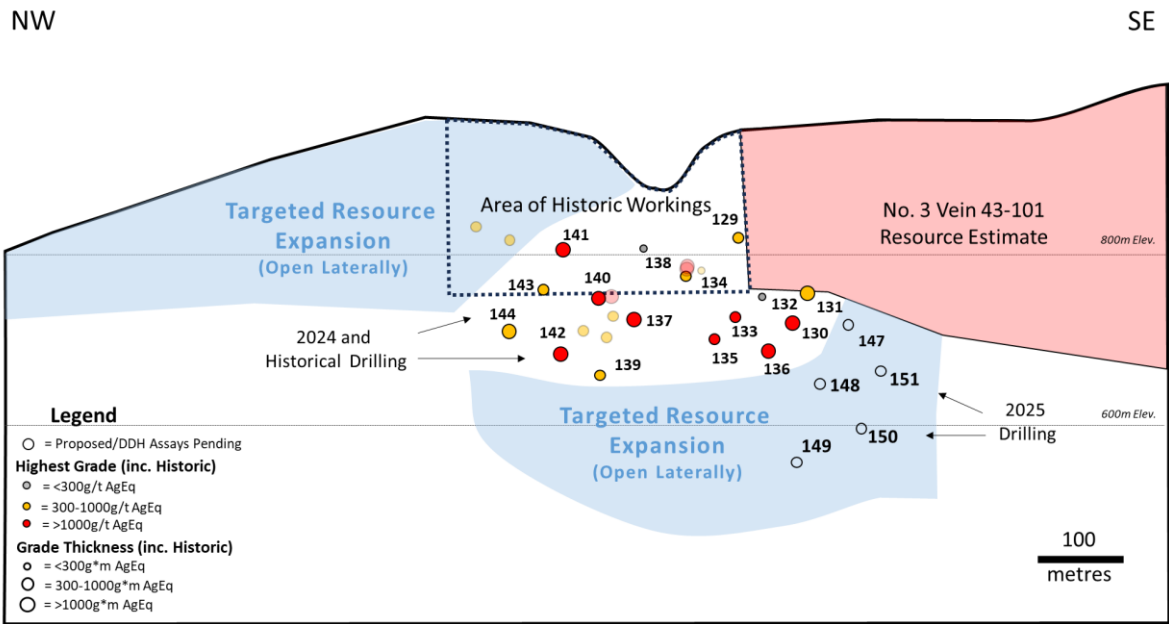 NW
SE
Targeted Resource
Expansion
(Open Laterally)
Area of Historic Workings
129
141
138
134
No. 3 Vein 43-101
Resource Estimate
800m Elev.
143
140
132
131
144
142
137
133
130
147
135
136
139
148
151
2024 and
Historical Drilling
Targeted Resource
Expansion
(Open Laterally)
150
149
2025
Drilling
600m Elev.
Legend
= Proposed/DDH Assays Pending
Highest Grade (inc. Historic)
= <300g/t AgEq
= 300-1000g/t AgEq
= >1000g/t AgEq
Grade Thickness (inc. Historic)
= <300g*m AgEq
= 300-1000g*m AgEq
= >1000g*m AgEq
100
metres